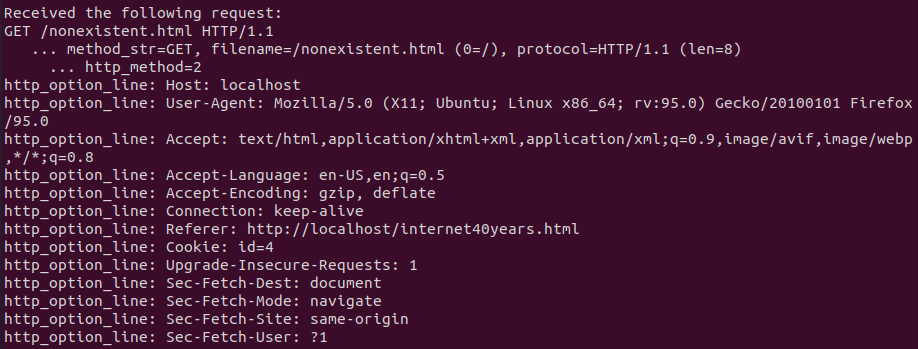 Received the following request:
GET /nonexistent.html HTTP/1.1
   ... method_str=GET, filename=/nonexistent.html (0=/), protocol=HTTP/1.1 (len=8)
     ... http_method=2
http_option_line: Host: localhost
http_option_line: User-Agent: Mozilla/5.0 (X11; Ubuntu; Linux x86_64; rv:95.0) Gecko/20100101 Firefox
/95.0
http_option_line: Accept: text/html,application/xhtml+xml,application/xml;q=0.9,image/avif,image/webp
,*/*;q=0.8
http_option_line: Accept-Language: en-US,en;q=0.5
http_option_line: Accept-Encoding: gzip, deflate
http_option_line: Connection: keep-alive
http_option_line: Referer: http://localhost/internet40years.html
http_option_line: Cookie: id=4
http_option_line: Upgrade-Insecure-Requests: 1
http_option_line: Sec-Fetch-Dest: document
http_option_line: Sec-Fetch-Mode: navigate
http_option_line: Sec-Fetch-Site: same-origin
http_option_line: Sec-Fetch-User: ?1